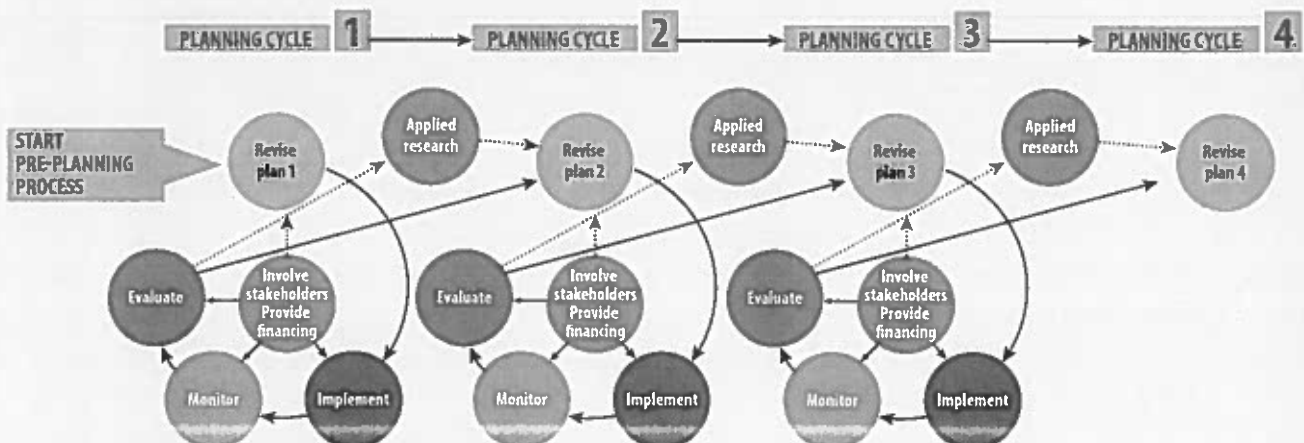 PLANNING CYCLE 1
PLANNING CYCLE 2
PLANNING CYCLE 3
PLANNING CYCLE 4
START
PRE-PLANNING
PROCESS
Revise
plan 1
Applied
research
Revise
plan 2
Applied
research
Revise
plan 3
Applied
research
Revise
plan 4
Evaluate
Involve
stakeholders
Provide
financing
Monitor
Implement
Evaluate
Involve
stakeholders
Provide
financing
Monitor
Implement
Evaluate
Involve
stakeholders
Provide
financing
Monitor
Implement